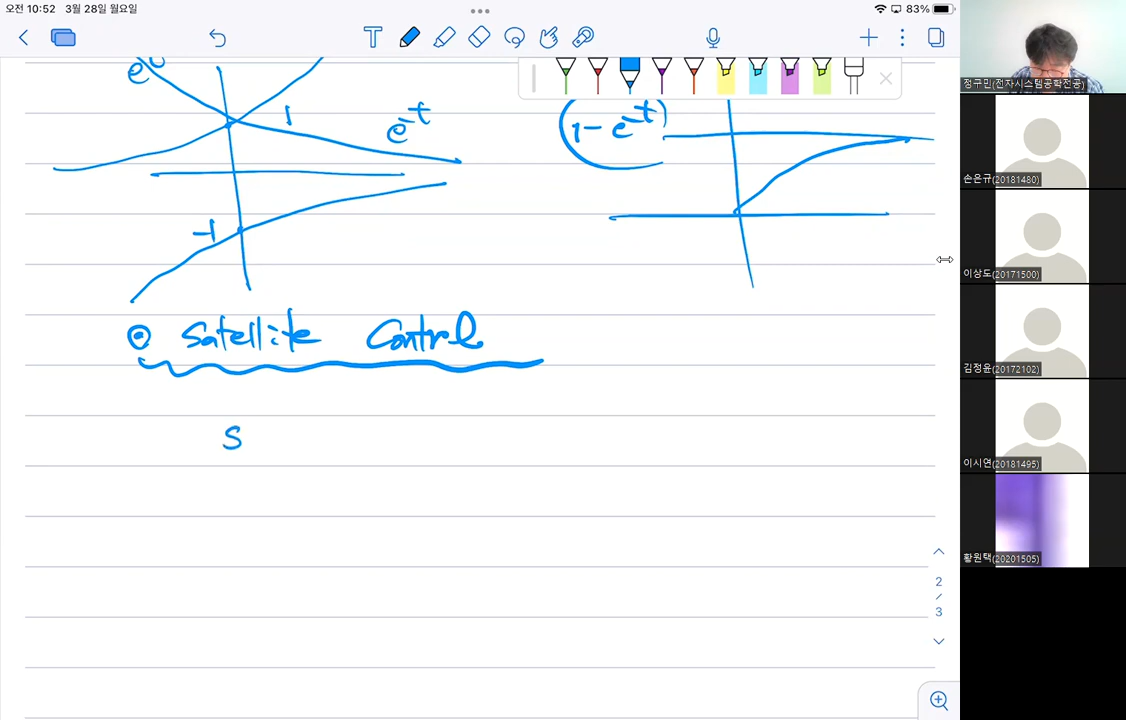 오전 10:52 3월 28일 월요일
83%
T
e⁰
1
e^-t
1 - e^-t
-1
⊙ Satellite Control
S
2
/
3
정구민(전자시스템공학전공)
손은규(20181480)
이상도(20171500)
김정윤(20172102)
이시연(20181495)
황원택(20201505)